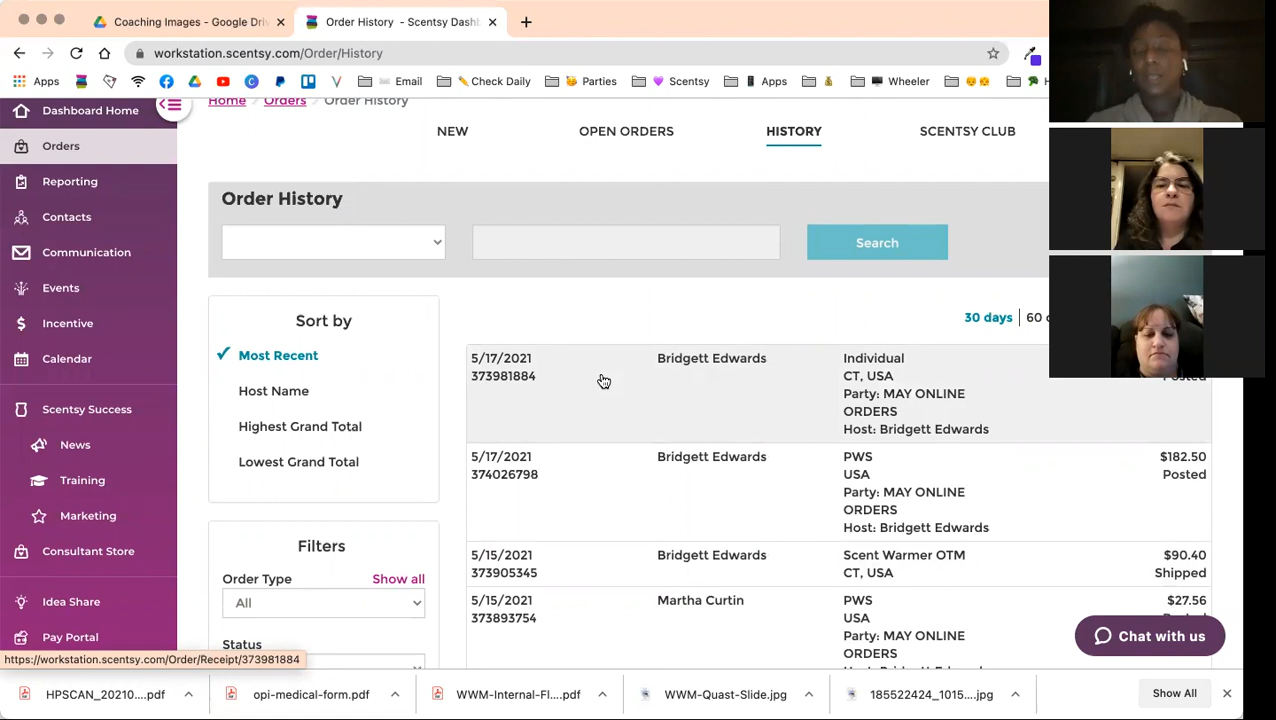 Coaching Images - Google Driv
Order History - Scentsy Dashb
workstation.scentsy.com/Order/History
Apps
Email
Check Daily
Parties
Scentsy
Apps
Wheeler
Dashboard Home
Orders
Reporting
Contacts
Communication
Events
Incentive
Calendar
Scentsy Success
News
Training
Marketing
Consultant Store
Idea Share
Pay Portal
Home / Orders / Order History
NEW
OPEN ORDERS
HISTORY
SCENTSY CLUB
Order History
Search
Sort by
Most Recent
Host Name
Highest Grand Total
Lowest Grand Total
Filters
Order Type
Show all
All
Status
30 days | 60
5/17/2021 Bridgett Edwards Individual
373981884 CT, USA Posted
Party: MAY ONLINE
ORDERS
Host: Bridgett Edwards
5/17/2021 Bridgett Edwards PWS $182.50
374026798 USA Posted
Party: MAY ONLINE
ORDERS
Host: Bridgett Edwards
5/15/2021 Bridgett Edwards Scent Warmer OTM $90.40
373905345 CT, USA Shipped
5/15/2021 Martha Curtin PWS $27.56
373893754 USA
Party: MAY ONLINE
ORDERS
Chat with us
https://workstation.scentsy.com/Order/Receipt/373981884
HPSCAN_20210....pdf
opi-medical-form.pdf
WWM-Internal-Fl....pdf
WWM-Quast-Slide.jpg
185522424_1015....jpg
Show All